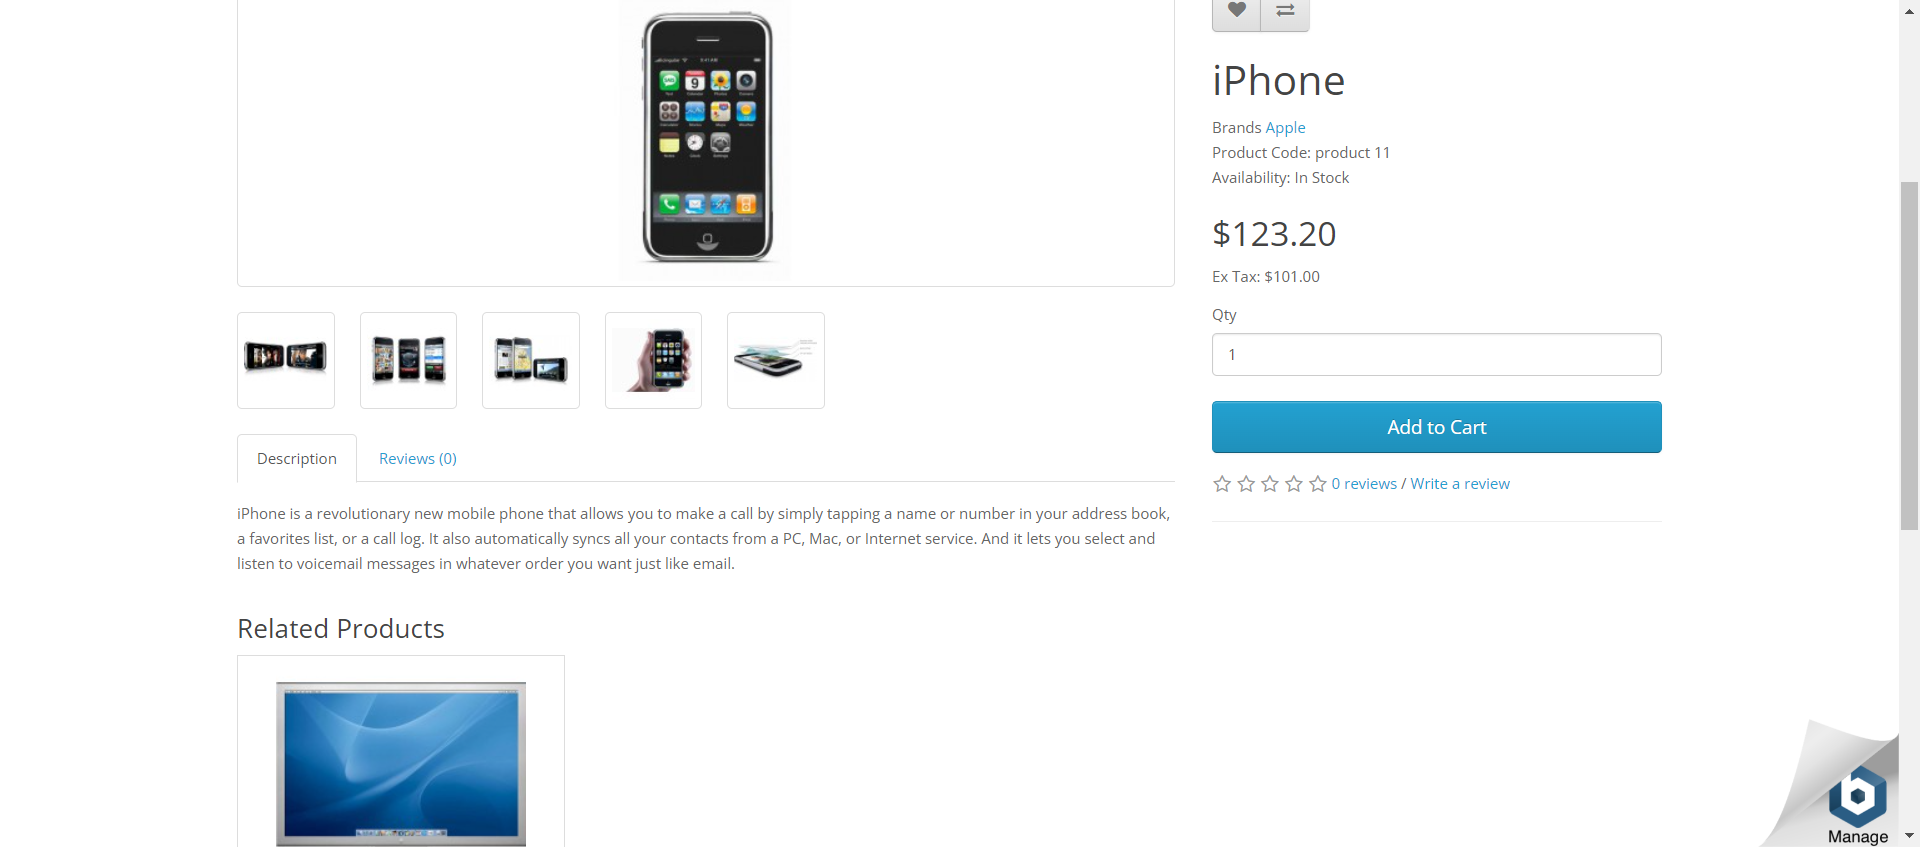 iPhone
Brands Apple
Product Code: product 11
Availability: In Stock
$123.20
Ex Tax: $101.00
Qty
1
Add to Cart
0 reviews / Write a review
Description
Reviews (0)
iPhone is a revolutionary new mobile phone that allows you to make a call by simply tapping a name or number in your address book,
a favorites list, or a call log. It also automatically syncs all your contacts from a PC, Mac, or Internet service. And it lets you select and
listen to voicemail messages in whatever order you want just like email.
Related Products
Manage